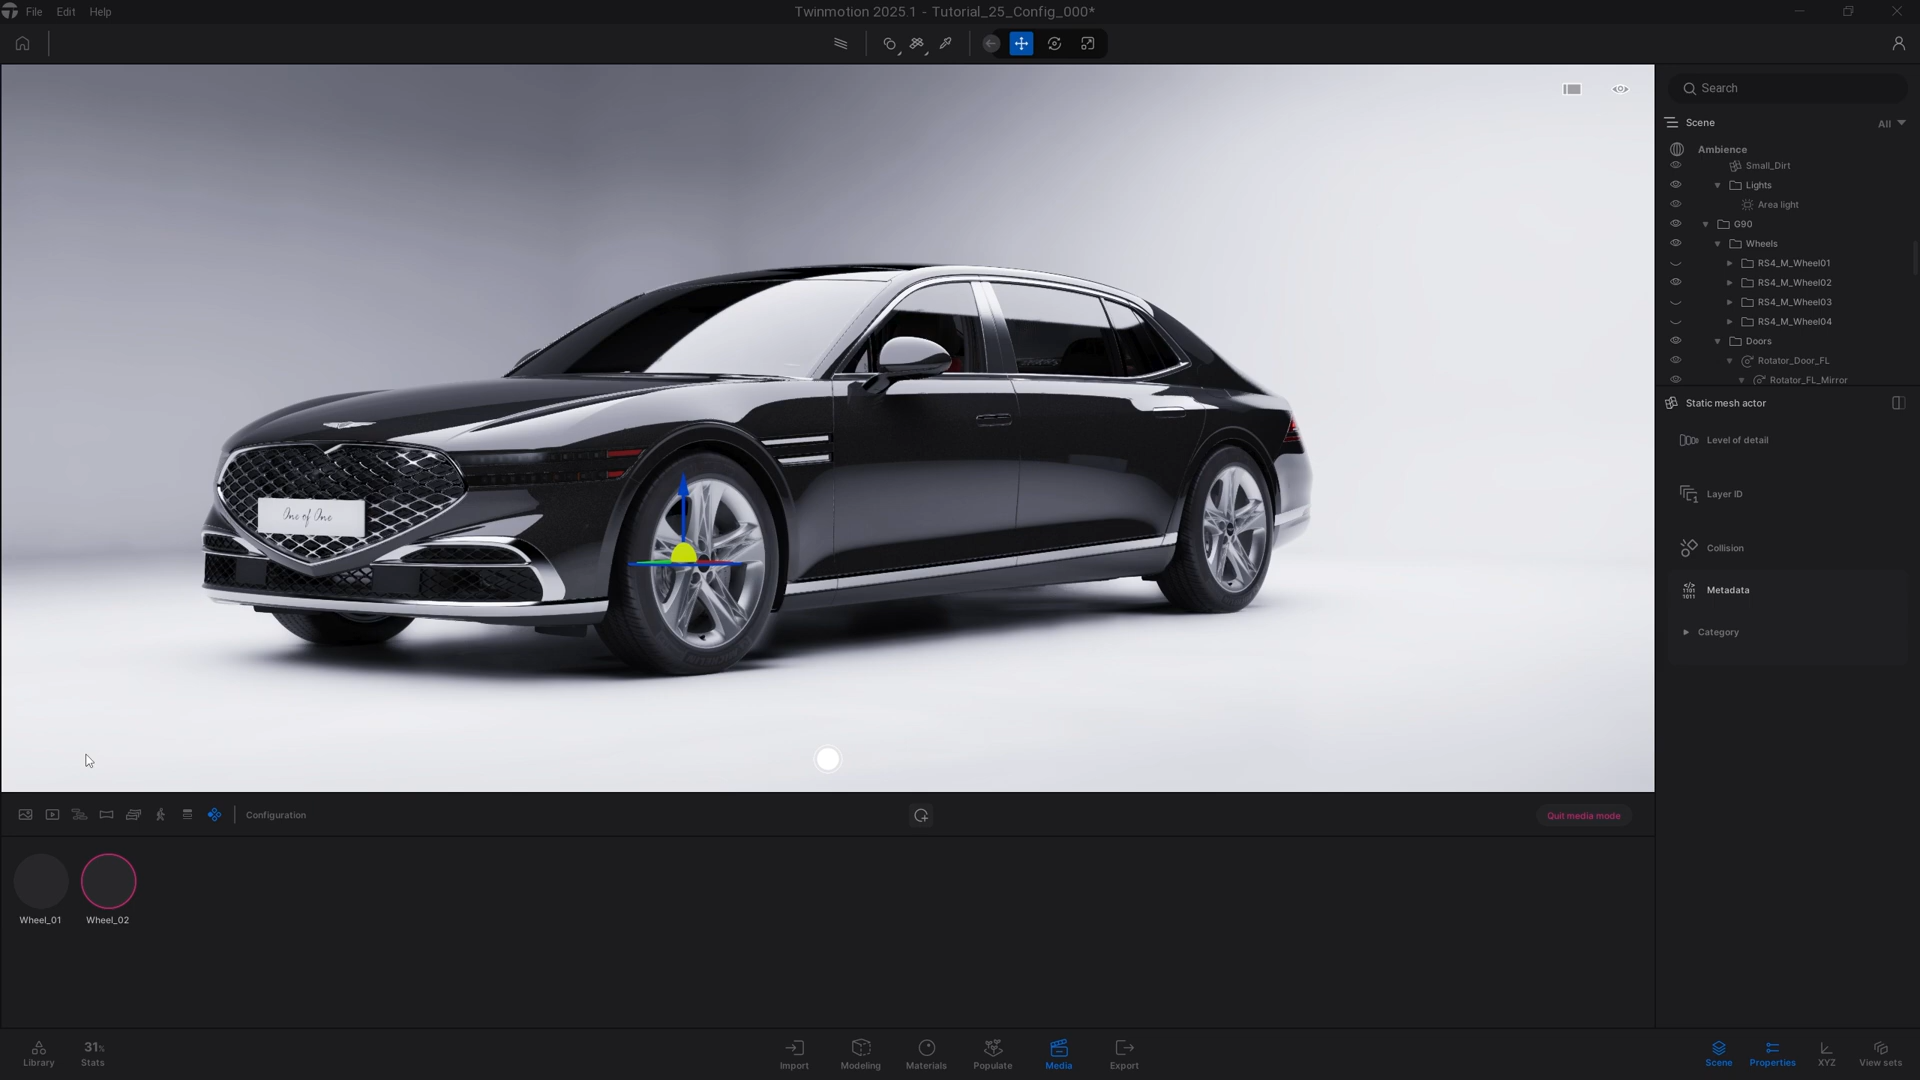 File Edit Help
Twinmotion 2025.1 - Tutorial_25_Config_000*
Search
Scene
All
Ambience
Small_Dirt
Lights
Area light
G90
Wheels
RS4_M_Wheel01
RS4_M_Wheel02
RS4_M_Wheel03
RS4_M_Wheel04
Doors
Rotator_Door_FL
Rotator_FL_Mirror
Static mesh actor
Level of detail
Layer ID
Collision
Metadata
Category
One of One
Configuration
Quit media mode
Wheel_01 Wheel_02
Library
31%
Stats
Import Modeling Materials Populate Media Export
Scene Properties XYZ View sets